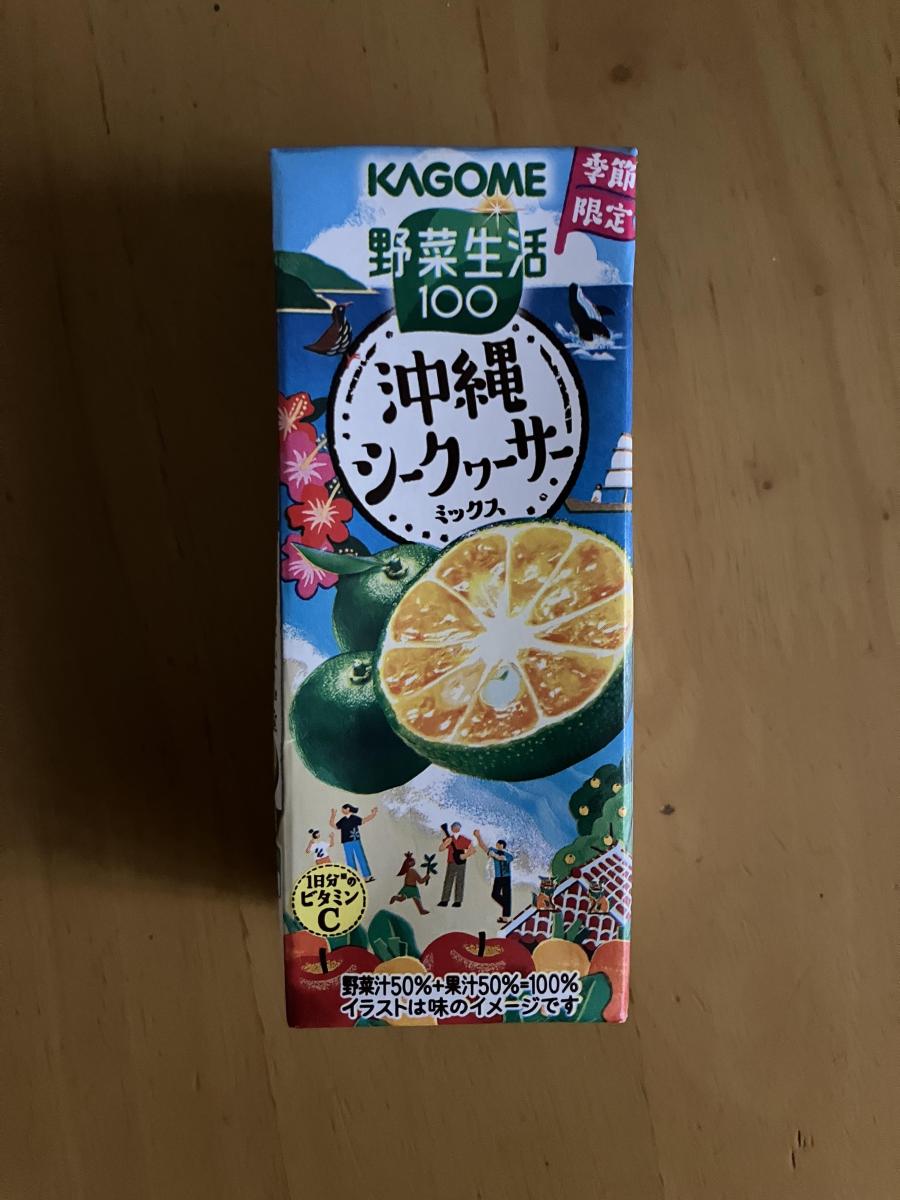 KAGOME
季節
限定
野菜生活
100
沖縄
シークヮーサー
ミックス
1日分※の
ビタミン
C
野菜汁50%+果汁50%=100%
イラストは味のイメージです